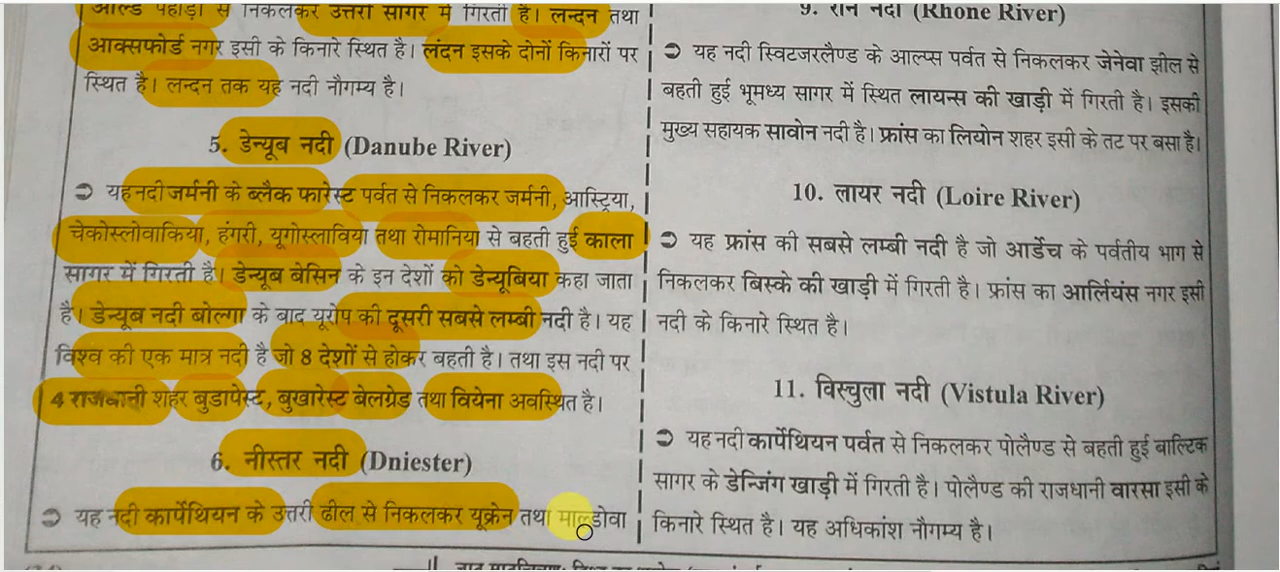 आल्ड पहाड़ी से निकलकर उत्तरी सागर में गिरती है। लन्दन तथा
आक्सफोर्ड नगर इसी के किनारे स्थित है। लंदन इसके दोनों किनारों पर
स्थित है। लन्दन तक यह नदी नौगम्य है।
5. डेन्यूब नदी (Danube River)
➲ यह नदी जर्मनी के ब्लैक फारेस्ट पर्वत से निकलकर जर्मनी, आस्ट्रिया,
चेकोस्लोवाकिया, हंगरी, यूगोस्लाविया तथा रोमानिया से बहती हुई काला
सागर में गिरती है। डेन्यूब बेसिन के इन देशों को डेन्यूबिया कहा जाता
है। डेन्यूब नदी बोल्गा के बाद यूरोप की दूसरी सबसे लम्बी नदी है। यह
विश्व की एक मात्र नदी है जो 8 देशों से होकर बहती है। तथा इस नदी पर
4 राजधानी शहर बुडापेस्ट, बुखारेस्ट बेलग्रेड तथा वियेना अवस्थित है।
6. नीस्तर नदी (Dniester)
➲ यह नदी कार्पेथियन के उत्तरी ढील से निकलकर यूक्रेन तथा माल्डोवा
9. रोन नदी (Rhone River)
➲ यह नदी स्विटजरलैण्ड के आल्प्स पर्वत से निकलकर जेनेवा झील से
बहती हुई भूमध्य सागर में स्थित लायन्स की खाड़ी में गिरती है। इसकी
मुख्य सहायक सावोन नदी है। फ्रांस का लियोन शहर इसी के तट पर बसा है।
10. लायर नदी (Loire River)
➲ यह फ्रांस की सबसे लम्बी नदी है जो आर्डेच के पर्वतीय भाग से
निकलकर बिस्के की खाड़ी में गिरती है। फ्रांस का आर्लियंस नगर इसी
नदी के किनारे स्थित है।
11. विस्चुला नदी (Vistula River)
➲ यह नदी कार्पेथियन पर्वत से निकलकर पोलैण्ड से बहती हुई बाल्टिक
सागर के डेन्जिंग खाड़ी में गिरती है। पोलैण्ड की राजधानी वारसा इसी के
किनारे स्थित है। यह अधिकांश नौगम्य है।